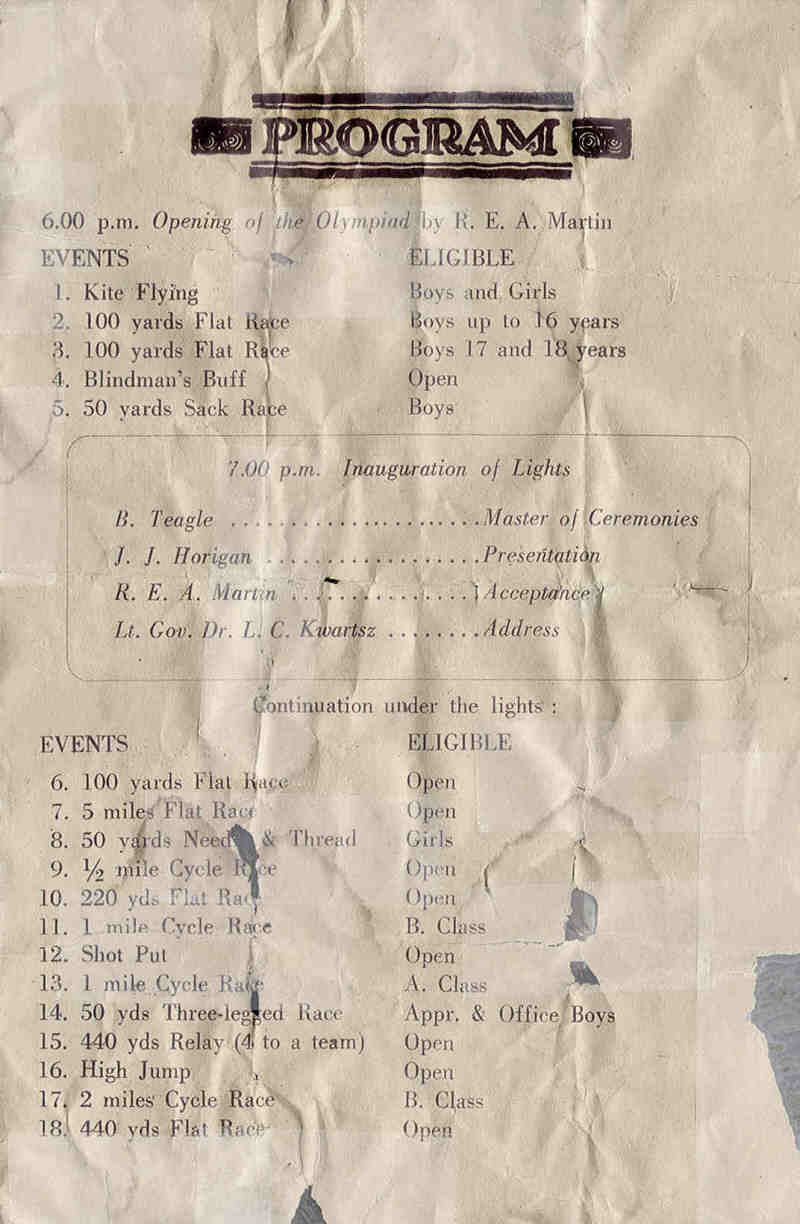 PROGRAM
6.00 p.m. Opening of the Olympiad by R. E. A. Martin
EVENTS ELIGIBLE
1. Kite Flying Boys and Girls
2. 100 yards Flat Race Boys up to 16 years
3. 100 yards Flat Race Boys 17 and 18 years
4. Blindman's Buff Open
5. 50 yards Sack Race Boys
7.00 p.m. Inauguration of Lights
B. Teagle ...................... Master of Ceremonies
J. J. Horigan .................. Presentation
R. E. A. Martin ............... Acceptance
Lt. Gov. Dr. L. C. Kwartsz ........ Address
Continuation under the lights :
EVENTS ELIGIBLE
6. 100 yards Flat Race Open
7. 5 miles Flat Race Open
8. 50 yards Needle & Thread Girls
9. ½ mile Cycle Race Open
10. 220 yds Flat Race Open
11. 1 mile Cycle Race B. Class
12. Shot Put Open
13. 1 mile Cycle Race A. Class
14. 50 yds Three-legged Race Appr. & Office Boys
15. 440 yds Relay (4 to a team) Open
16. High Jump Open
17. 2 miles Cycle Race B. Class
18. 440 yds Flat Race Open